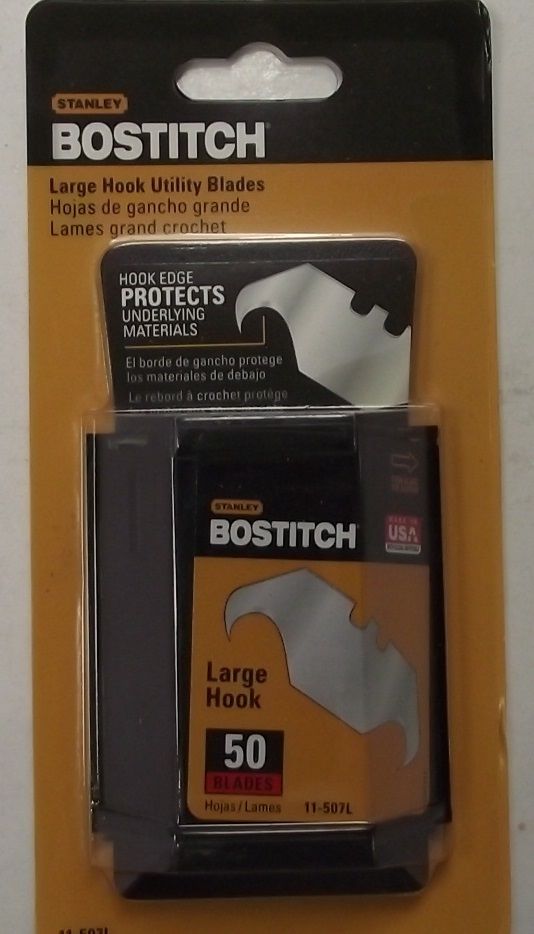 STANLEY
BOSTITCH
Large Hook Utility Blades
Hojas de gancho grande
Lames grand crochet
HOOK EDGE
PROTECTS
UNDERLYING
MATERIALS
El borde de gancho protege
los materiales de debajo
Le rebord à crochet protège
STANLEY
BOSTITCH
MADE IN
USA
Large
Hook
50
BLADES
Hojas/Lames 11-507L
11-507L